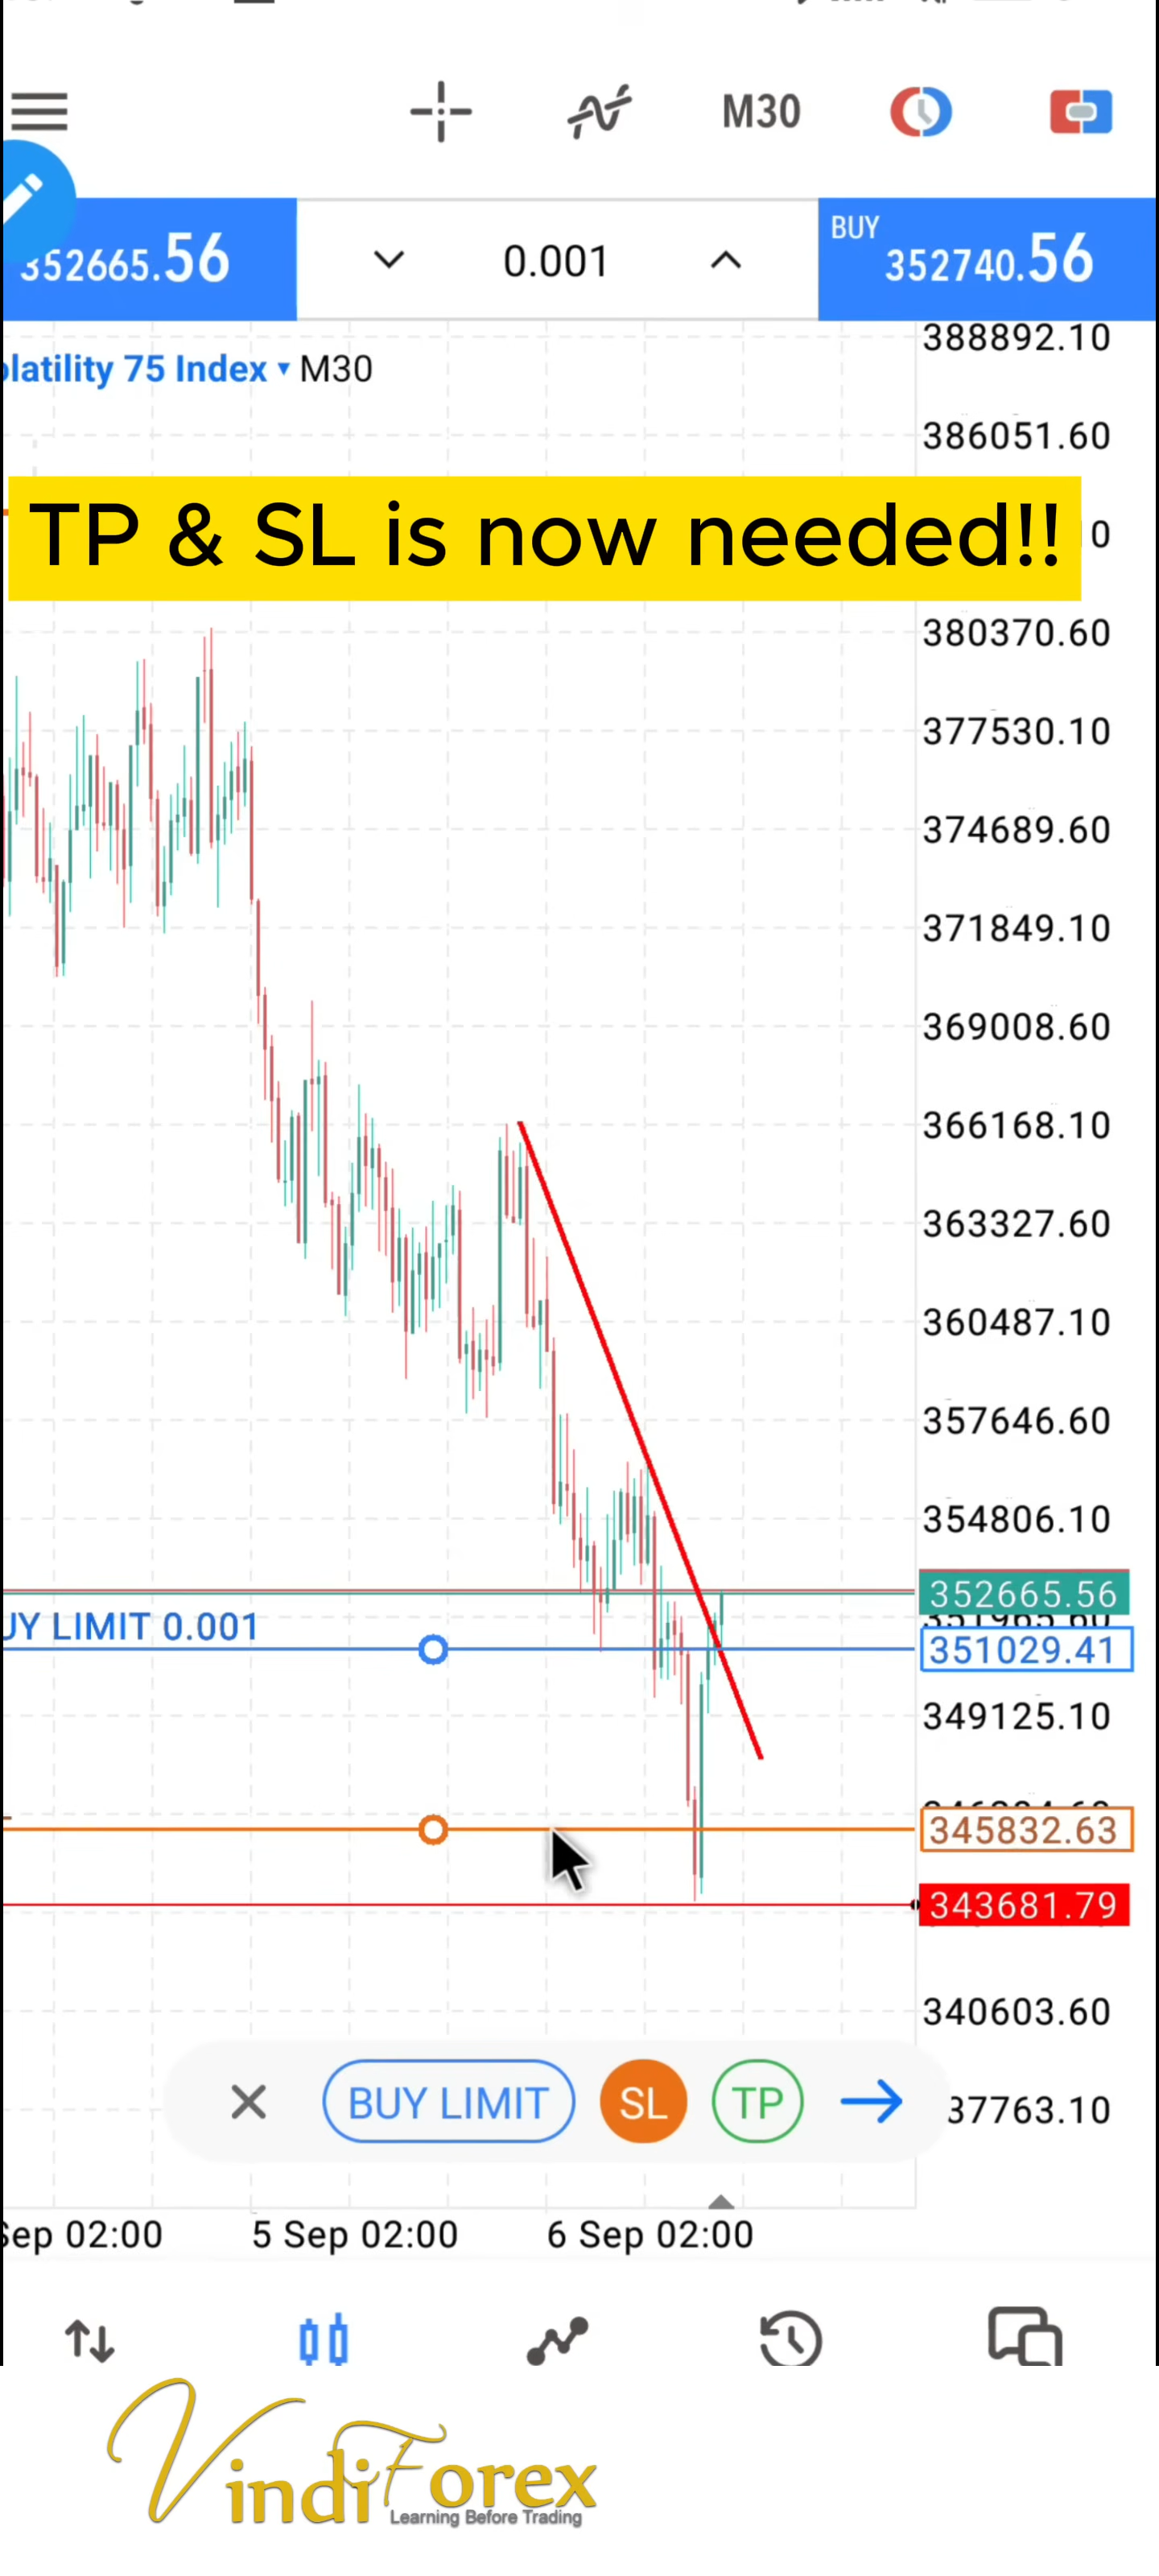 M30
352665.56
0.001
BUY
352740.56
388892.10
olatility 75 Index ▾ M30
386051.60
TP & SL is now needed!!
0
380370.60
377530.10
374689.60
371849.10
369008.60
366168.10
363327.60
360487.10
357646.60
354806.10
352665.56
UY LIMIT 0.001
351029.41
349125.10
345832.63
343681.79
340603.60
BUY LIMIT
SL
TP
37763.10
Sep 02:00
5 Sep 02:00
6 Sep 02:00
VindiForex
Learning Before Trading